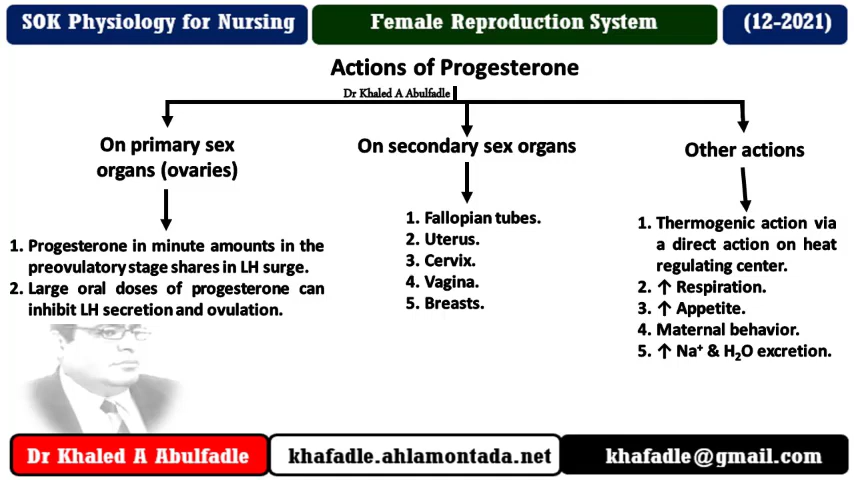 SOK Physiology for Nursing
Female Reproduction System
(12-2021)
Actions of Progesterone
Dr Khaled A Abulfadle
On primary sex
organs (ovaries)
1. Progesterone in minute amounts in the
preovulatory stage shares in LH surge.
2. Large oral doses of progesterone can
inhibit LH secretion and ovulation.
On secondary sex organs
1. Fallopian tubes.
2. Uterus.
3. Cervix.
4. Vagina.
5. Breasts.
Other actions
1. Thermogenic action via
a direct action on heat
regulating center.
2. ↑ Respiration.
3. ↑ Appetite.
4. Maternal behavior.
5. ↑ Na⁺ & H₂O excretion.
Dr Khaled A Abulfadle
khafadle.ahlamontada.net
khafadle@gmail.com